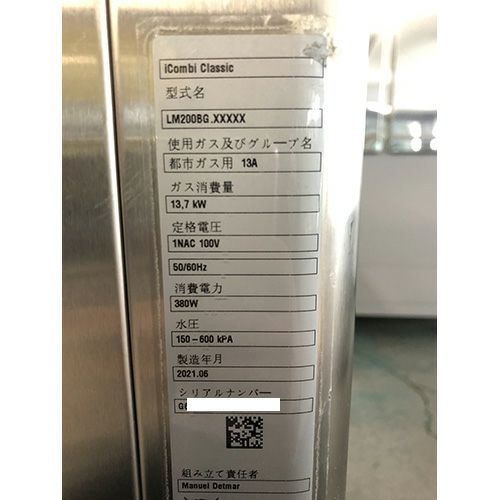 iCombi Classic
型式名
LM200BG.XXXXX
使用ガス及びグループ名
都市ガス用 13A
ガス消費量
13,7 kW
定格電圧
1NAC 100V
50/60Hz
消費電力
380W
水圧
150-600 kPA
製造年月
2021.06
シリアルナンバー
G6
組み立て責任者
Manuel Detmar